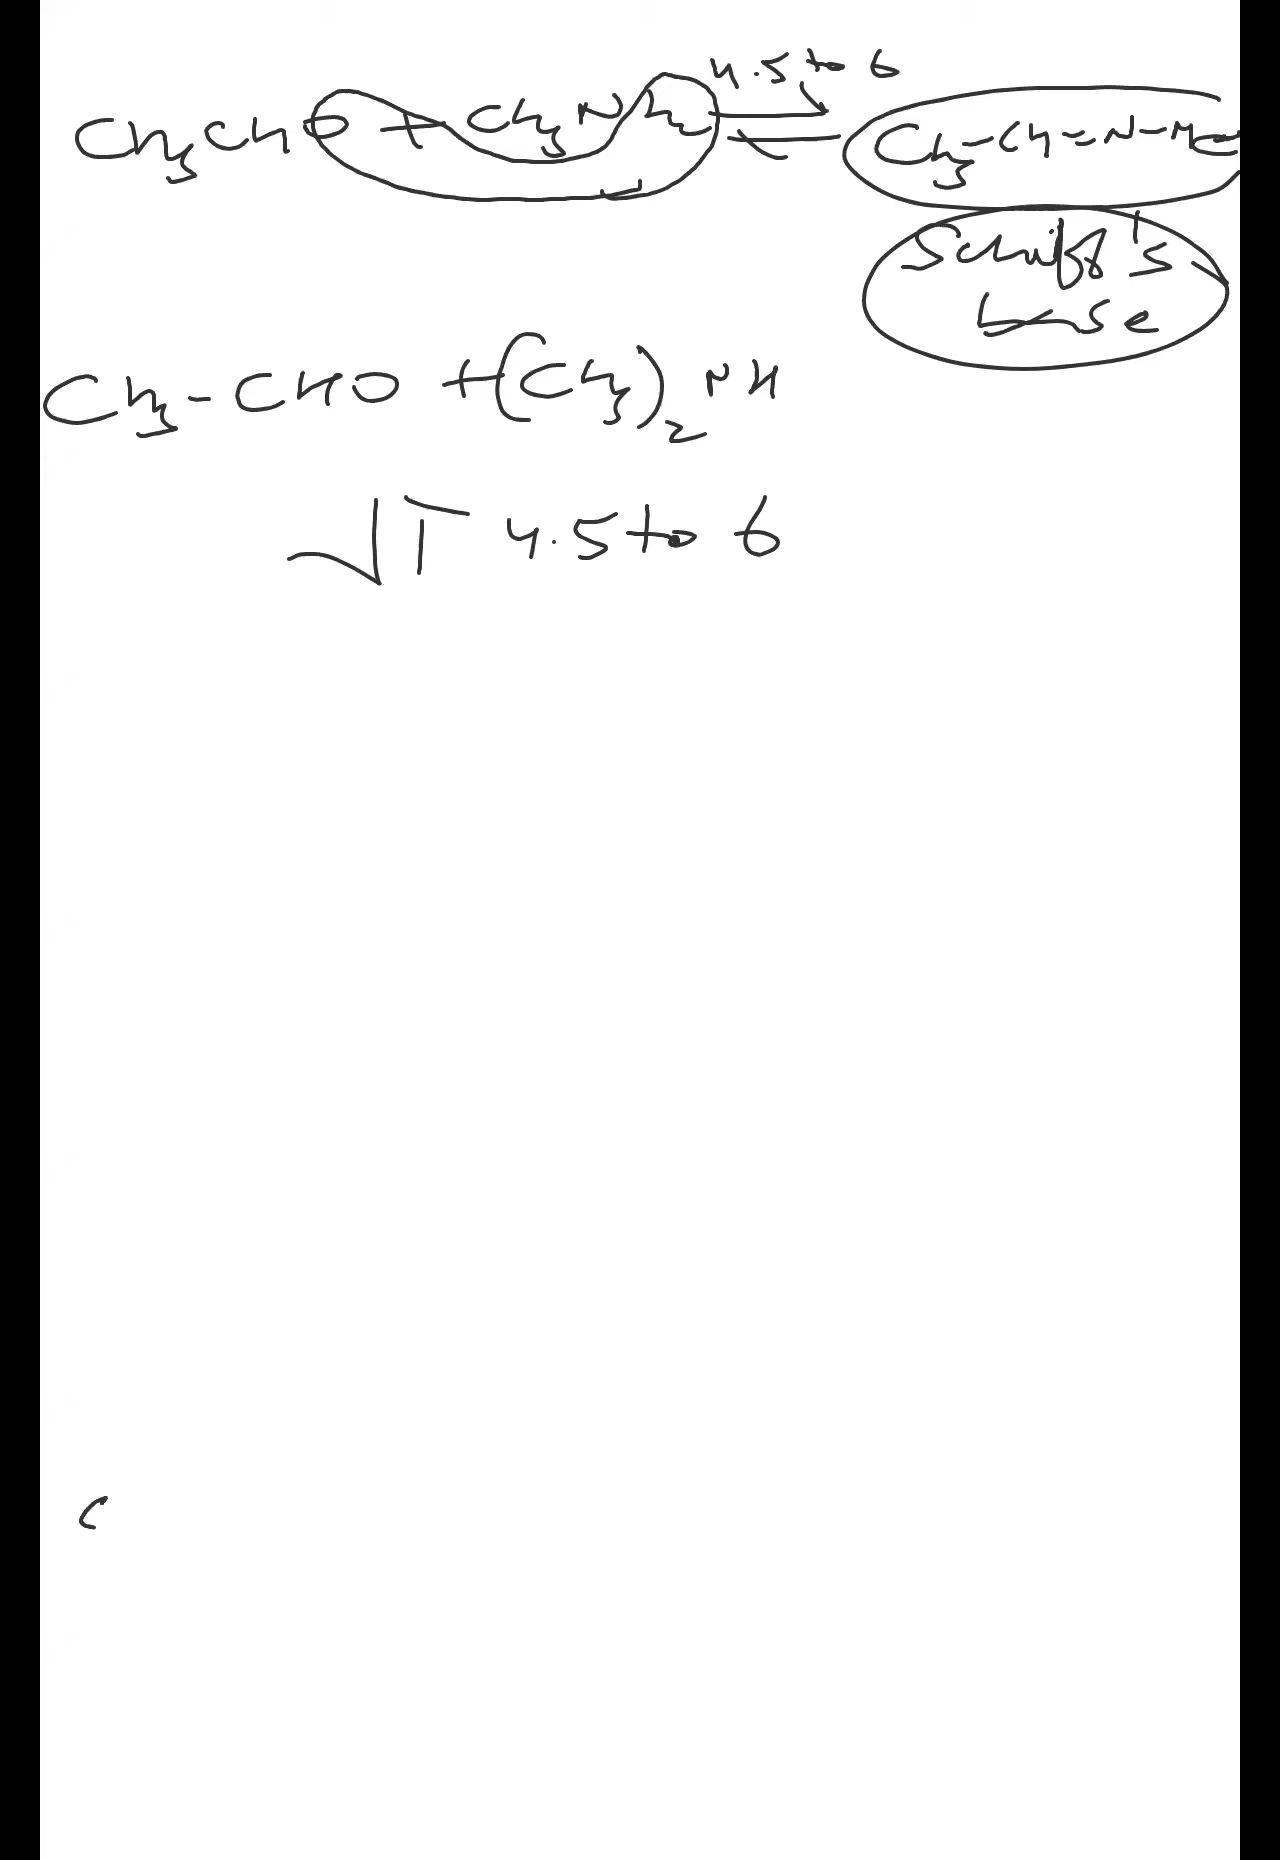 4.5 to 6
CH3CHO + CH3NH2 ⇌ CH3-CH=N-Me
Schiff's
base
CH3-CHO + (CH3)2NH
4.5 to 6
C